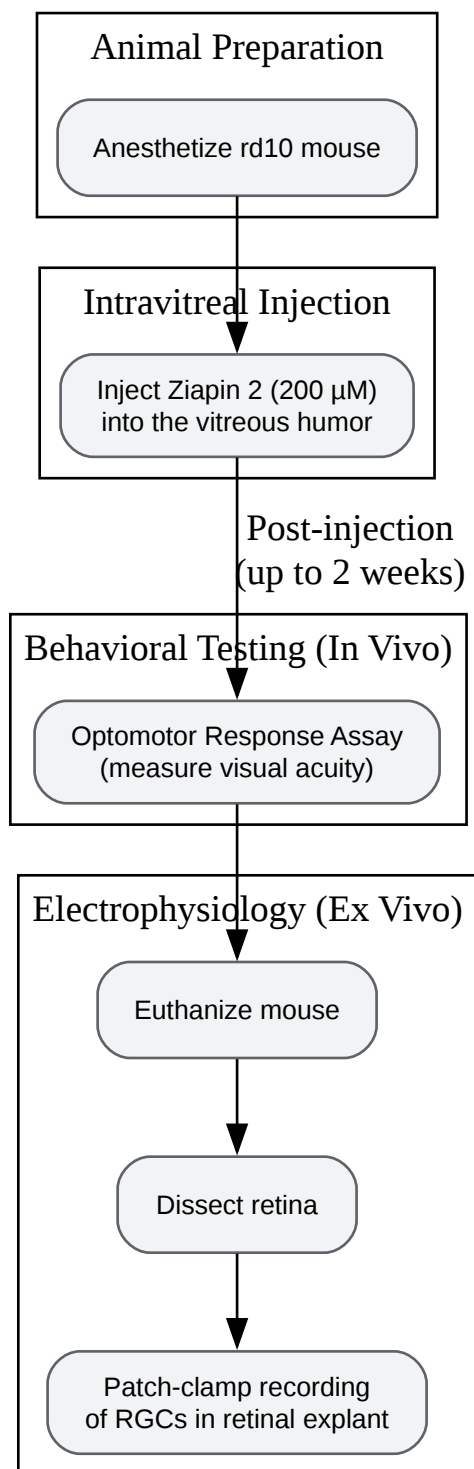 Animal Preparation
Anesthetize rd10 mouse
Intravitreal Injection
Inject Ziapin 2 (200 µM)
into the vitreous humor
Post-injection
(up to 2 weeks)
Behavioral Testing (In Vivo)
Optomotor Response Assay
(measure visual acuity)
Electrophysiology (Ex Vivo)
Euthanize mouse
Dissect retina
Patch-clamp recording
of RGCs in retinal explant